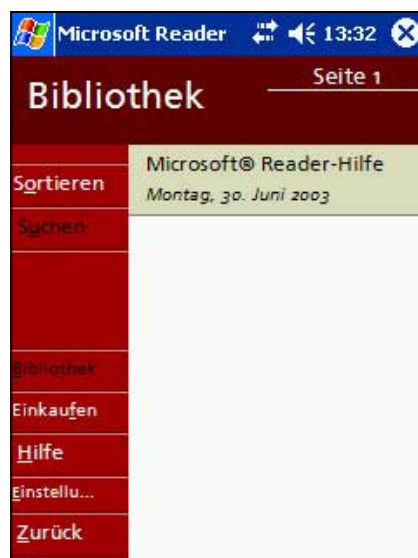 Microsoft Reader 13:32
Bibliothek
Seite 1
Microsoft® Reader-Hilfe
Montag, 30. Juni 2003
Sortieren
Suchen
Bibliothek
Einkaufen
Hilfe
Einstellu...
Zurück